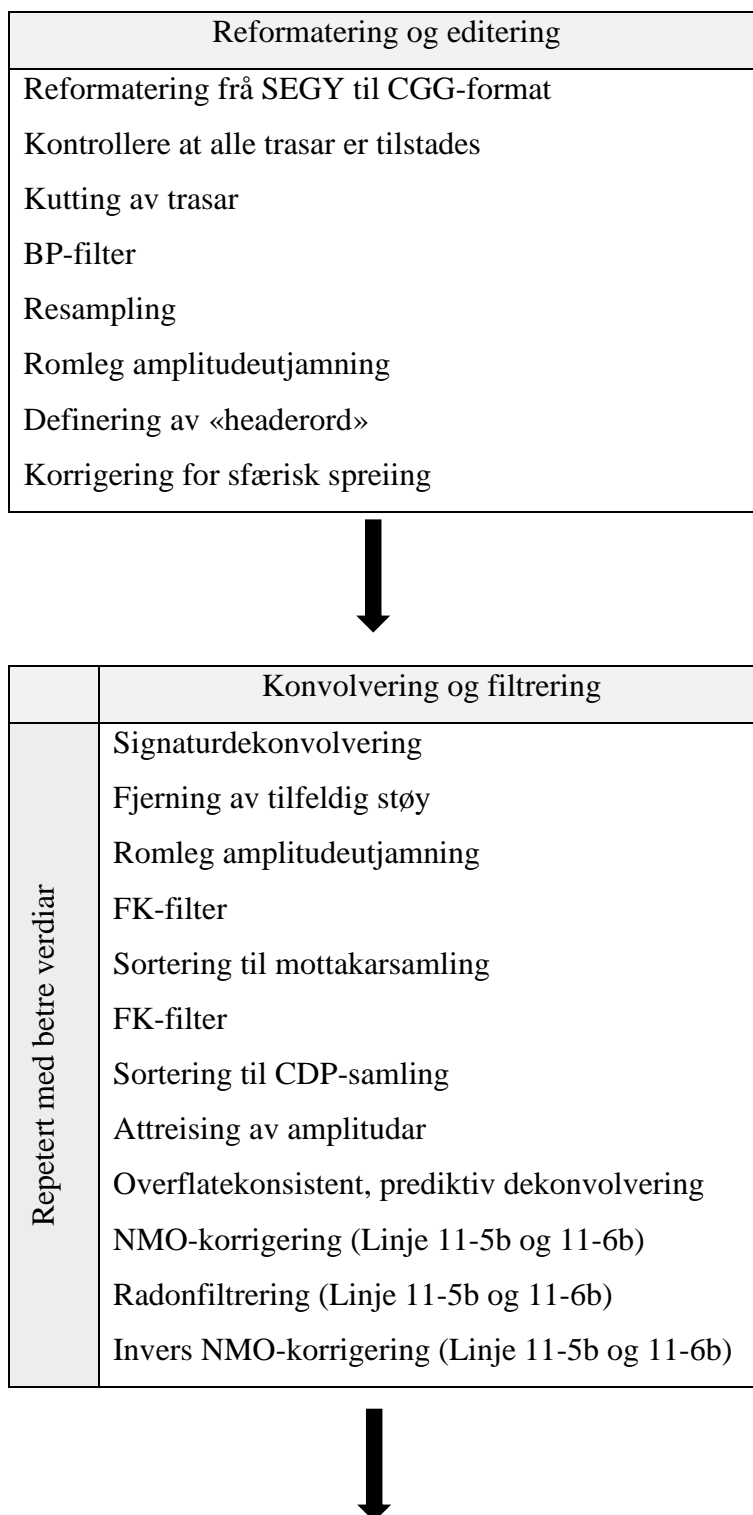 Reformatering og editering
Reformatering frå SEGY til CGG-format
Kontrollere at alle trasar er tilstades
Kutting av trasar
BP-filter
Resampling
Romleg amplitudeutjamning
Definering av «headerord»
Korrigering for sfærisk spreiing
Konvolvering og filtrering
Repetert med betre verdiar
Signaturdekonvolvering
Fjerning av tilfeldig støy
Romleg amplitudeutjamning
FK-filter
Sortering til mottakarsamling
FK-filter
Sortering til CDP-samling
Attreising av amplitudar
Overflatekonsistent, prediktiv dekonvolvering
NMO-korrigering (Linje 11-5b og 11-6b)
Radonfiltrering (Linje 11-5b og 11-6b)
Invers NMO-korrigering (Linje 11-5b og 11-6b)